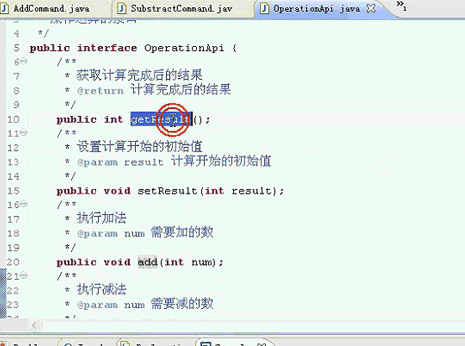 AddCommand.java
SubstractCommand.jav
OperationApi.java
*/
5 public interface OperationApi {
6 /**
7 * 获取计算完成后的结果
8 * @return 计算完成后的结果
9 */
10 public int getResult();
11 /**
12 * 设置计算开始的初始值
13 * @param result 计算开始的初始值
14 */
15 public void setResult(int result);
16 /**
17 * 执行加法
18 * @param num 需要加的数
19 */
20 public void add(int num);
21 /**
22 * 执行减法
23 * @param num 需要减的数